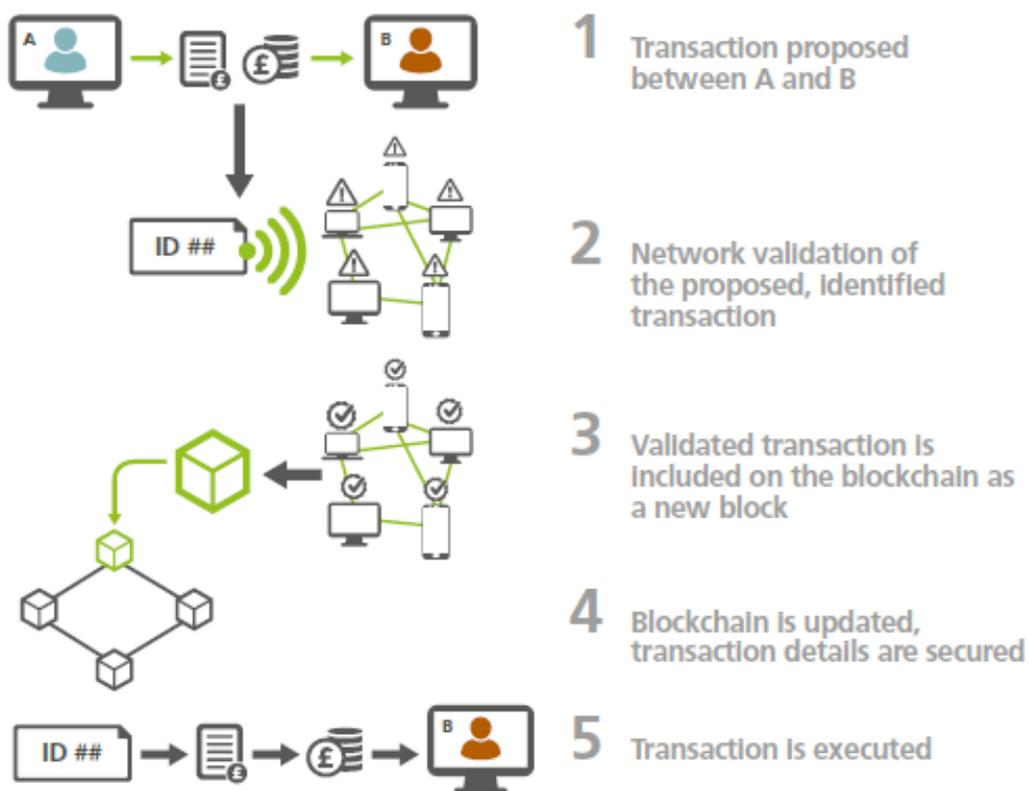 A
£
£
B
1
Transaction proposed
between A and B
ID ##
2
Network validation of
the proposed, identified
transaction
3
Validated transaction is
included on the blockchain as
a new block
4
Blockchain is updated,
transaction details are secured
ID ##
£
£
B
5
Transaction is executed